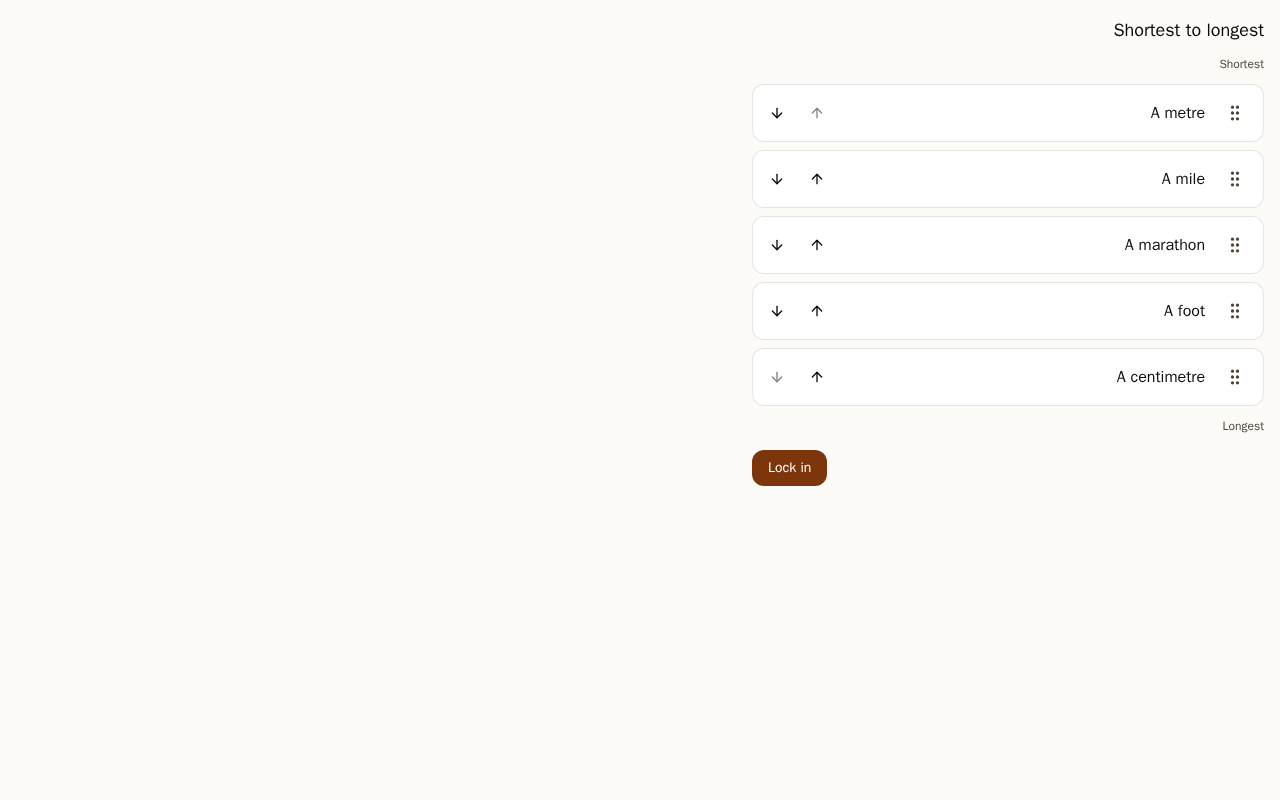 Shortest to longest
Shortest
A metre
A mile
A marathon
A foot
A centimetre
Longest
Lock in